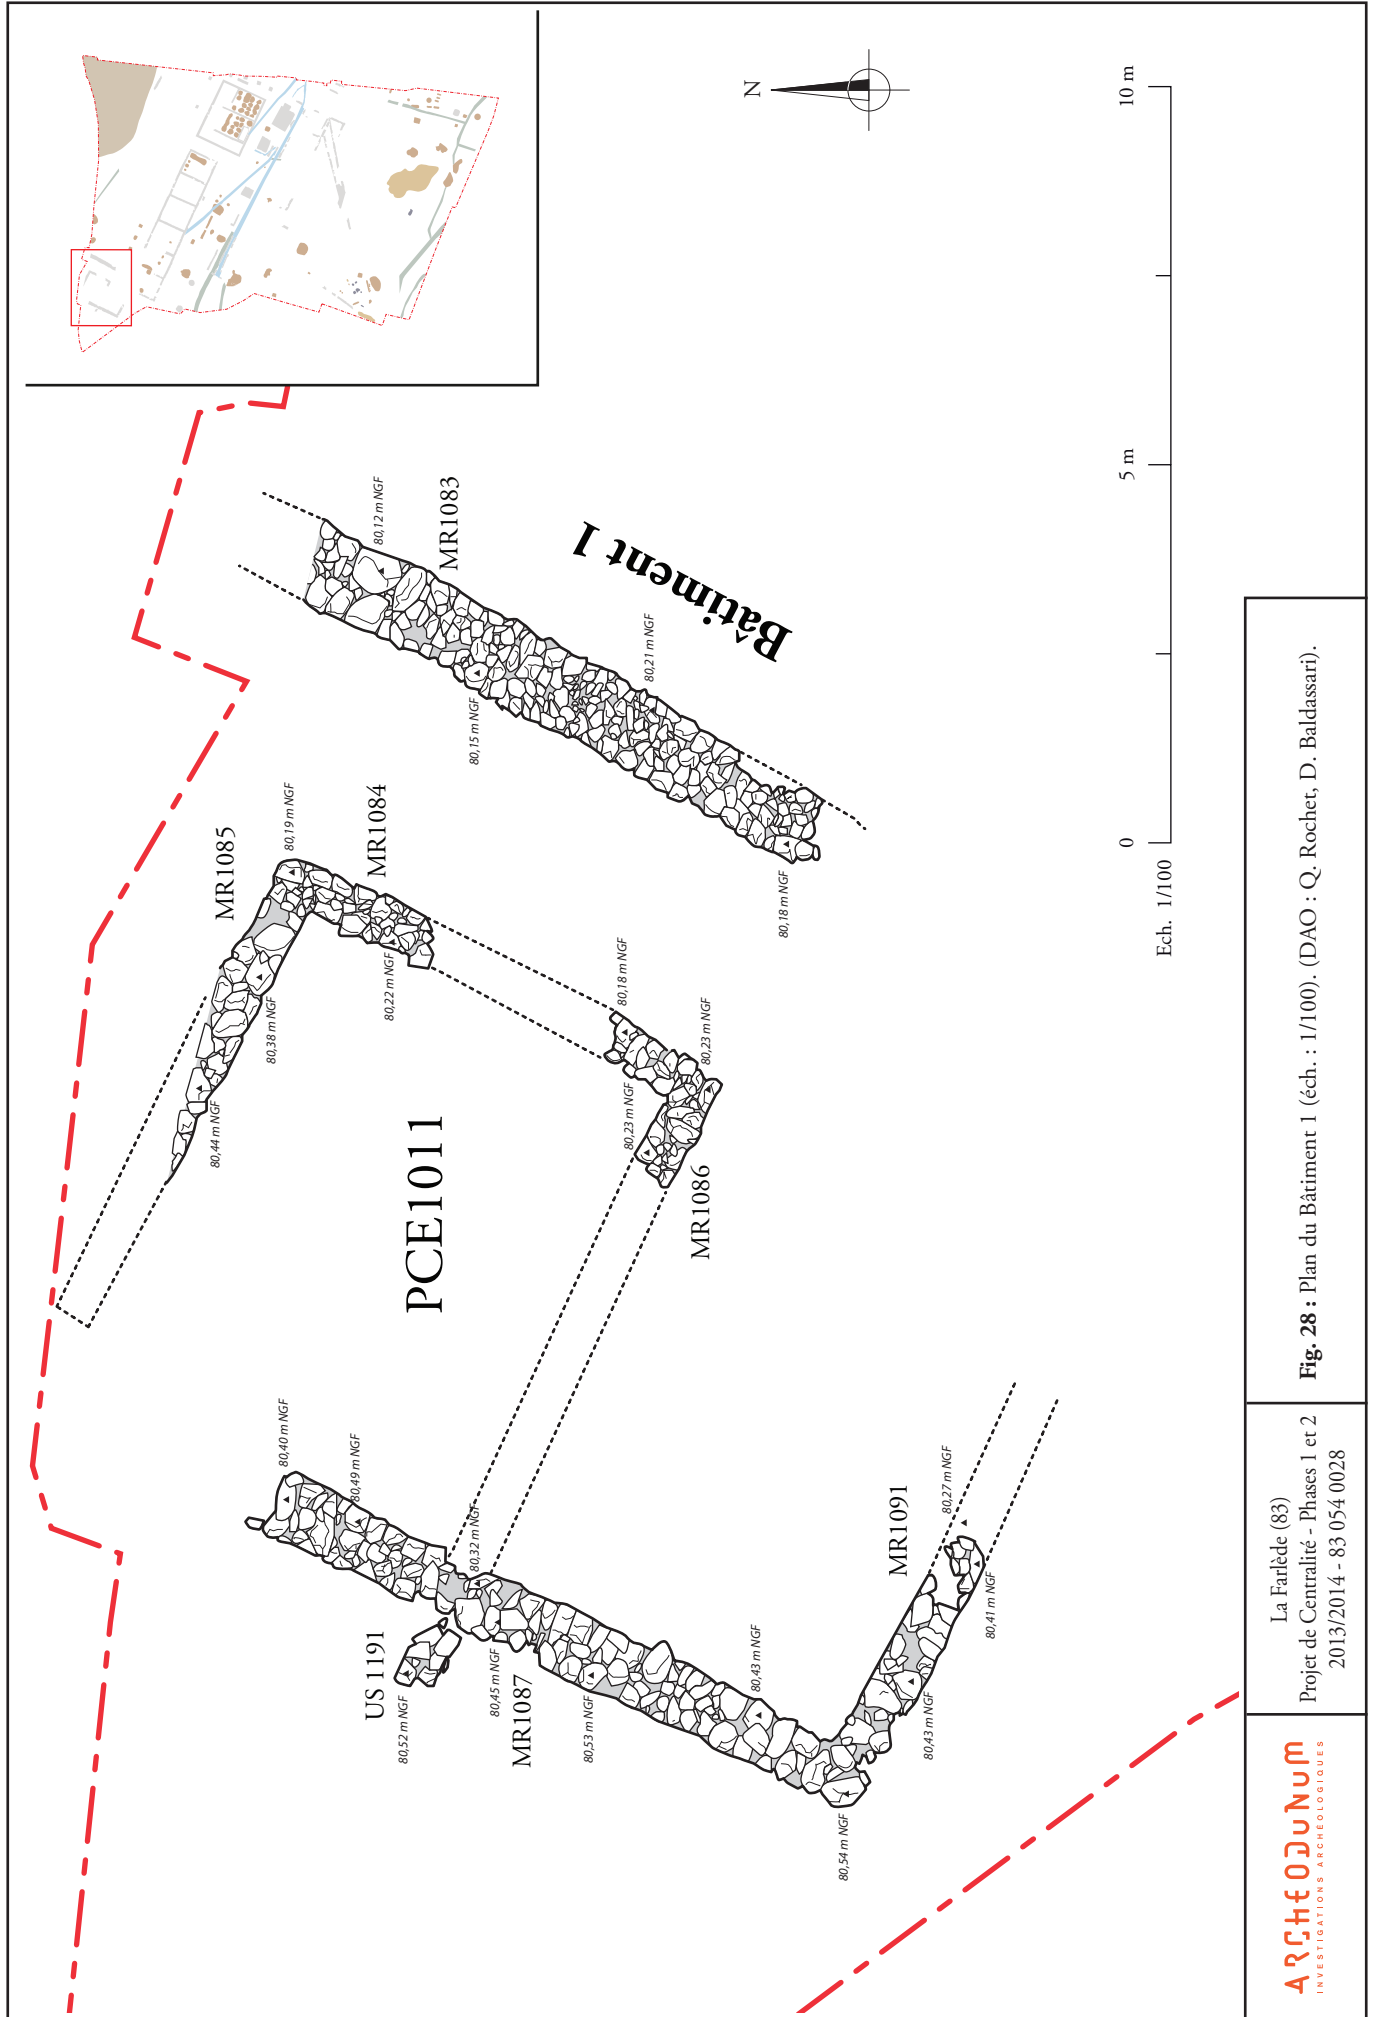 N
10 m
5 m
0
Ech. 1/100
Bâtiment 1
80,12 m NGF
MR1083
80,15 m NGF
80,21 m NGF
80,18 m NGF
MR1085
80,19 m NGF
MR1084
80,22 m NGF
80,38 m NGF
80,44 m NGF
80,18 m NGF
80,23 m NGF
80,23 m NGF
MR1086
PCE1011
80,40 m NGF
80,49 m NGF
80,32 m NGF
US 1191
80,52 m NGF
80,45 m NGF
MR1087
80,53 m NGF
80,43 m NGF
80,54 m NGF
MR1091
80,27 m NGF
80,41 m NGF
80,43 m NGF
ARCHEODUNUM
INVESTIGATIONS ARCHEOLOGIQUES
La Farlède (83)
Projet de Centralité - Phases 1 et 2
2013/2014 - 83 054 0028
Fig. 28 : Plan du Bâtiment 1 (éch. : 1/100). (DAO : Q. Rochet, D. Baldassari).